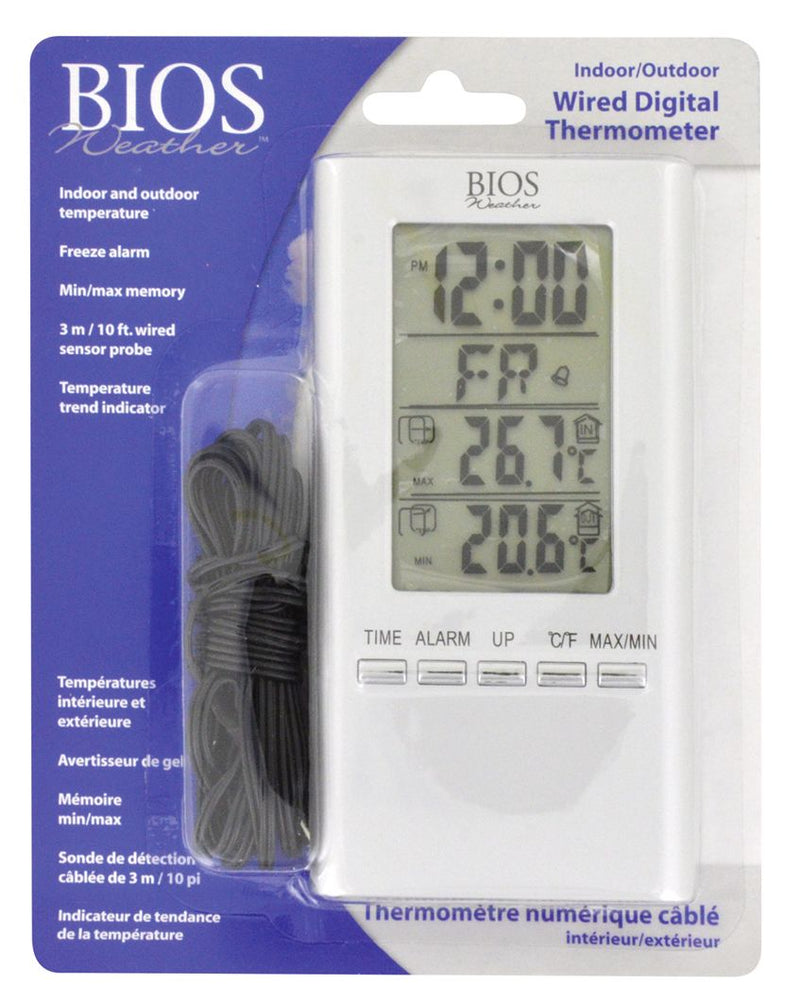 BIOS
Weather™
Indoor/Outdoor
Wired Digital
Thermometer
Indoor and outdoor
temperature
Freeze alarm
Min/max memory
3 m / 10 ft. wired
sensor probe
Temperature
trend indicator
BIOS
Weather
PM 12:00
FR
IN
MAX 26.7°C
OUT
MIN 20.6°C
TIME ALARM UP °C/°F MAX/MIN
Températures
intérieure et
extérieure
Avertisseur de gel
Mémoire
min/max
Sonde de détection
câblée de 3 m / 10 pi
Indicateur de tendance
de la température
Thermomètre numérique câblé
intérieur/extérieur